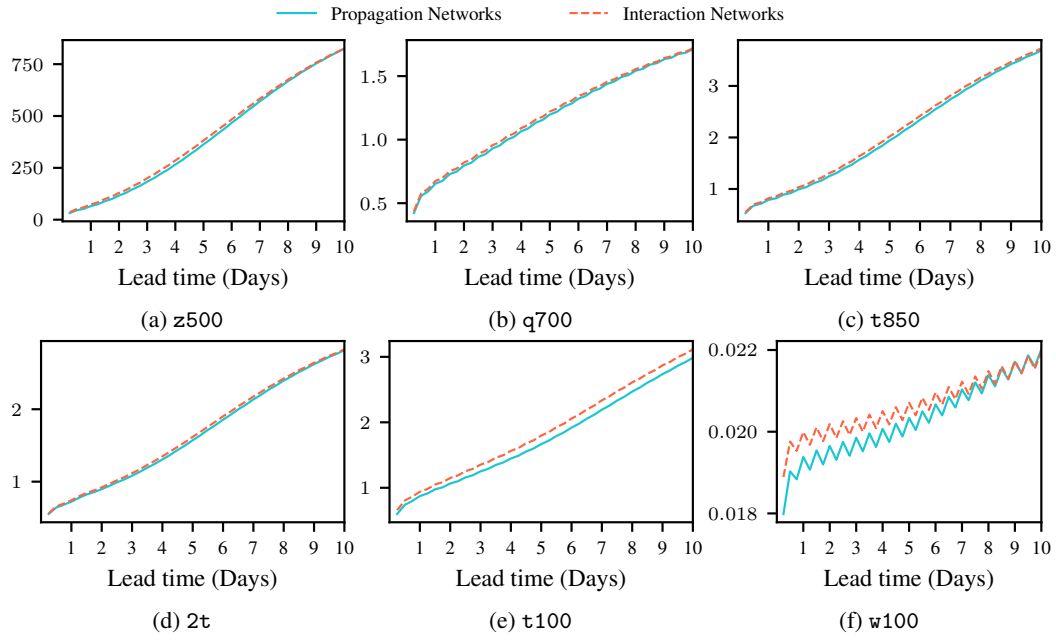 Propagation Networks Interaction Networks
750
500
250
0
1 2 3 4 5 6 7 8 9 10
Lead time (Days)
(a) z500
1.5
1.0
0.5
1 2 3 4 5 6 7 8 9 10
Lead time (Days)
(b) q700
3
2
1
1 2 3 4 5 6 7 8 9 10
Lead time (Days)
(c) t850
2
1
1 2 3 4 5 6 7 8 9 10
Lead time (Days)
(d) 2t
3
2
1
1 2 3 4 5 6 7 8 9 10
Lead time (Days)
(e) t100
0.022
0.020
0.018
1 2 3 4 5 6 7 8 9 10
Lead time (Days)
(f) w100